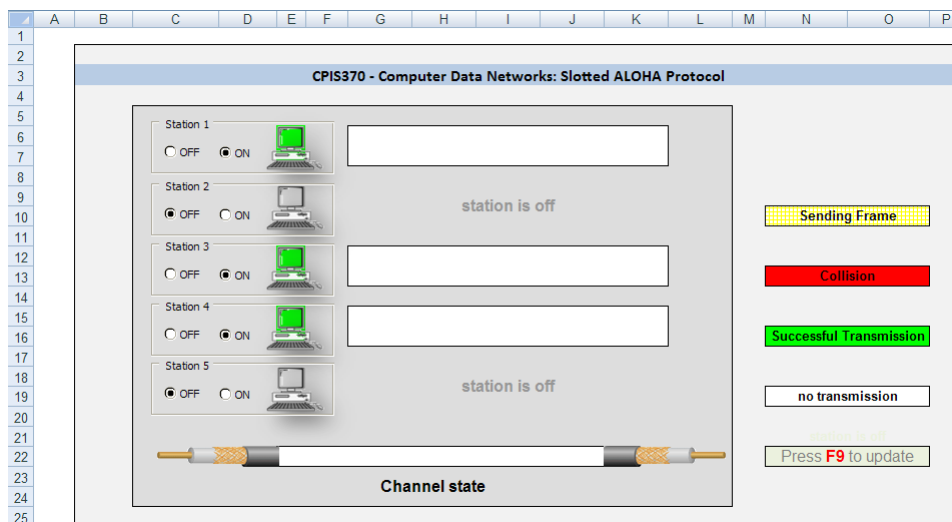 A B C D E F G H I J K L M N O P
1
2
3 CPIS370 - Computer Data Networks: Slotted ALOHA Protocol
4
5
Station 1
6
OFF ON
7
8
Station 2
9
station is off
10
OFF ON
Sending Frame
11
Station 3
12
13
OFF ON
Collision
14
Station 4
15
16
OFF ON
Successful Transmission
17
Station 5
18
station is off
19
OFF ON
no transmission
20
21
station is off
22
Press F9 to update
23
Channel state
24
25